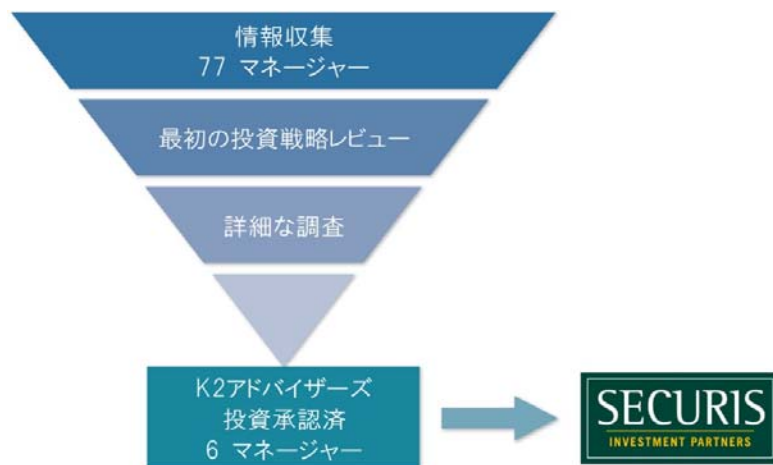 情報収集
77 マネージャー
最初の投資戦略レビュー
詳細な調査
K2アドバイザーズ
投資承認済
6 マネージャー
SECURIS
INVESTMENT PARTNERS